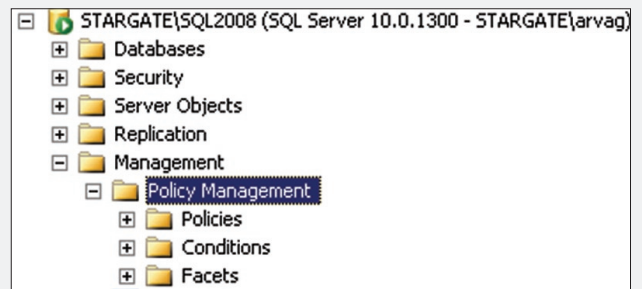 STARGATE\SQL2008 (SQL Server 10.0.1300 - STARGATE\arvag)
Databases
Security
Server Objects
Replication
Management
Policy Management
Policies
Conditions
Facets